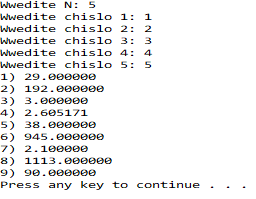 Wwedite N: 5
Wwedite chislo 1: 1
Wwedite chislo 2: 2
Wwedite chislo 3: 3
Wwedite chislo 4: 4
Wwedite chislo 5: 5
1) 29.000000
2) 192.000000
3) 3.000000
4) 2.605171
5) 38.000000
6) 945.000000
7) 2.100000
8) 1113.000000
9) 90.000000
Press any key to continue . . .